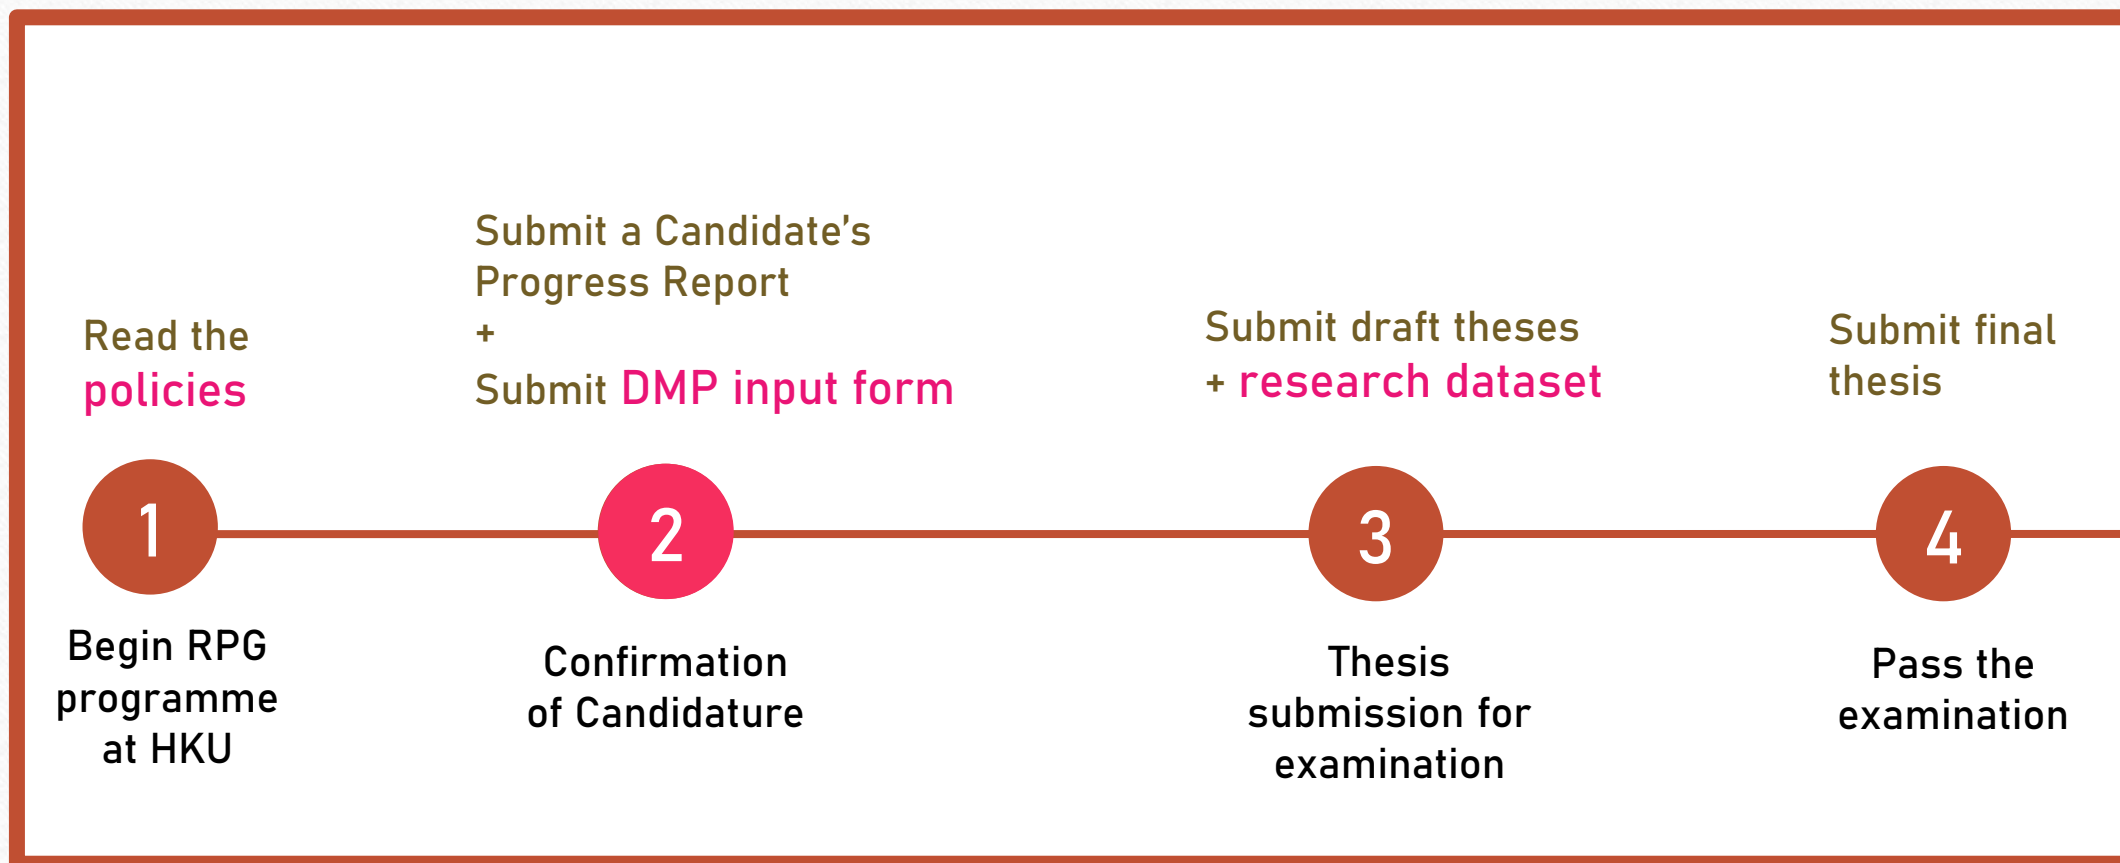 Read the
policies
1
Begin RPG
programme
at HKU
Submit a Candidate’s
Progress Report
+
Submit DMP input form
2
Confirmation
of Candidature
Submit draft theses
+ research dataset
3
Thesis
submission for
examination
Submit final
thesis
4
Pass the
examination